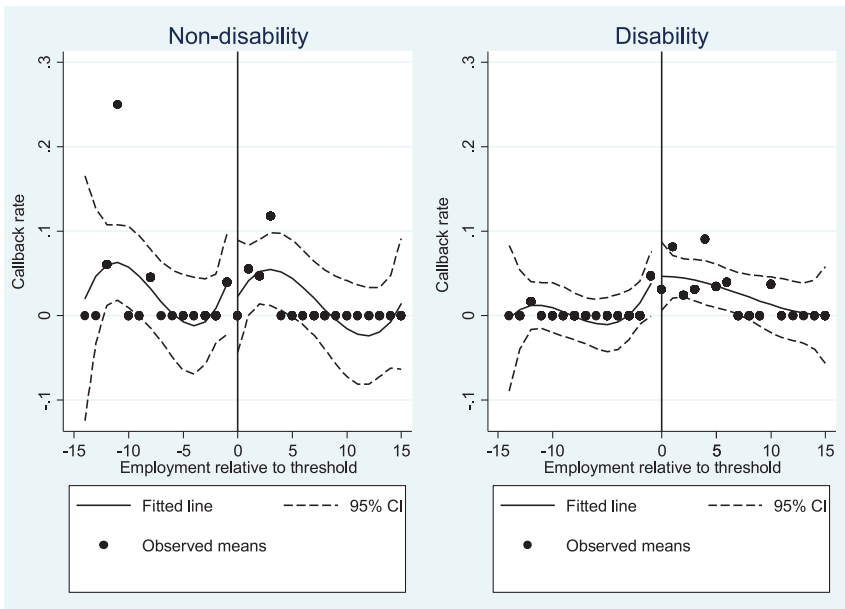 Non-disability
.3
.2
.1
0
-.1
Callback rate
-15 -10 -5 0 5 10 15
Employment relative to threshold
Fitted line 95% CI
Observed means
Disability
.3
.2
.1
0
-.1
Callback rate
-15 -10 -5 0 5 10 15
Employment relative to threshold
Fitted line 95% CI
Observed means